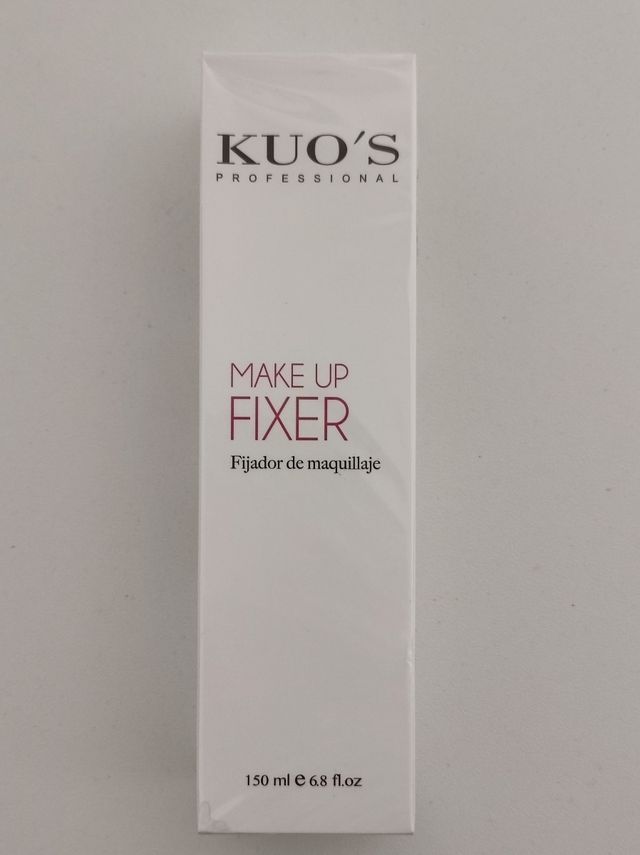 KUO'S
PROFESSIONAL
MAKE UP
FIXER
Fijador de maquillaje
150 ml e 6.8 fl.oz